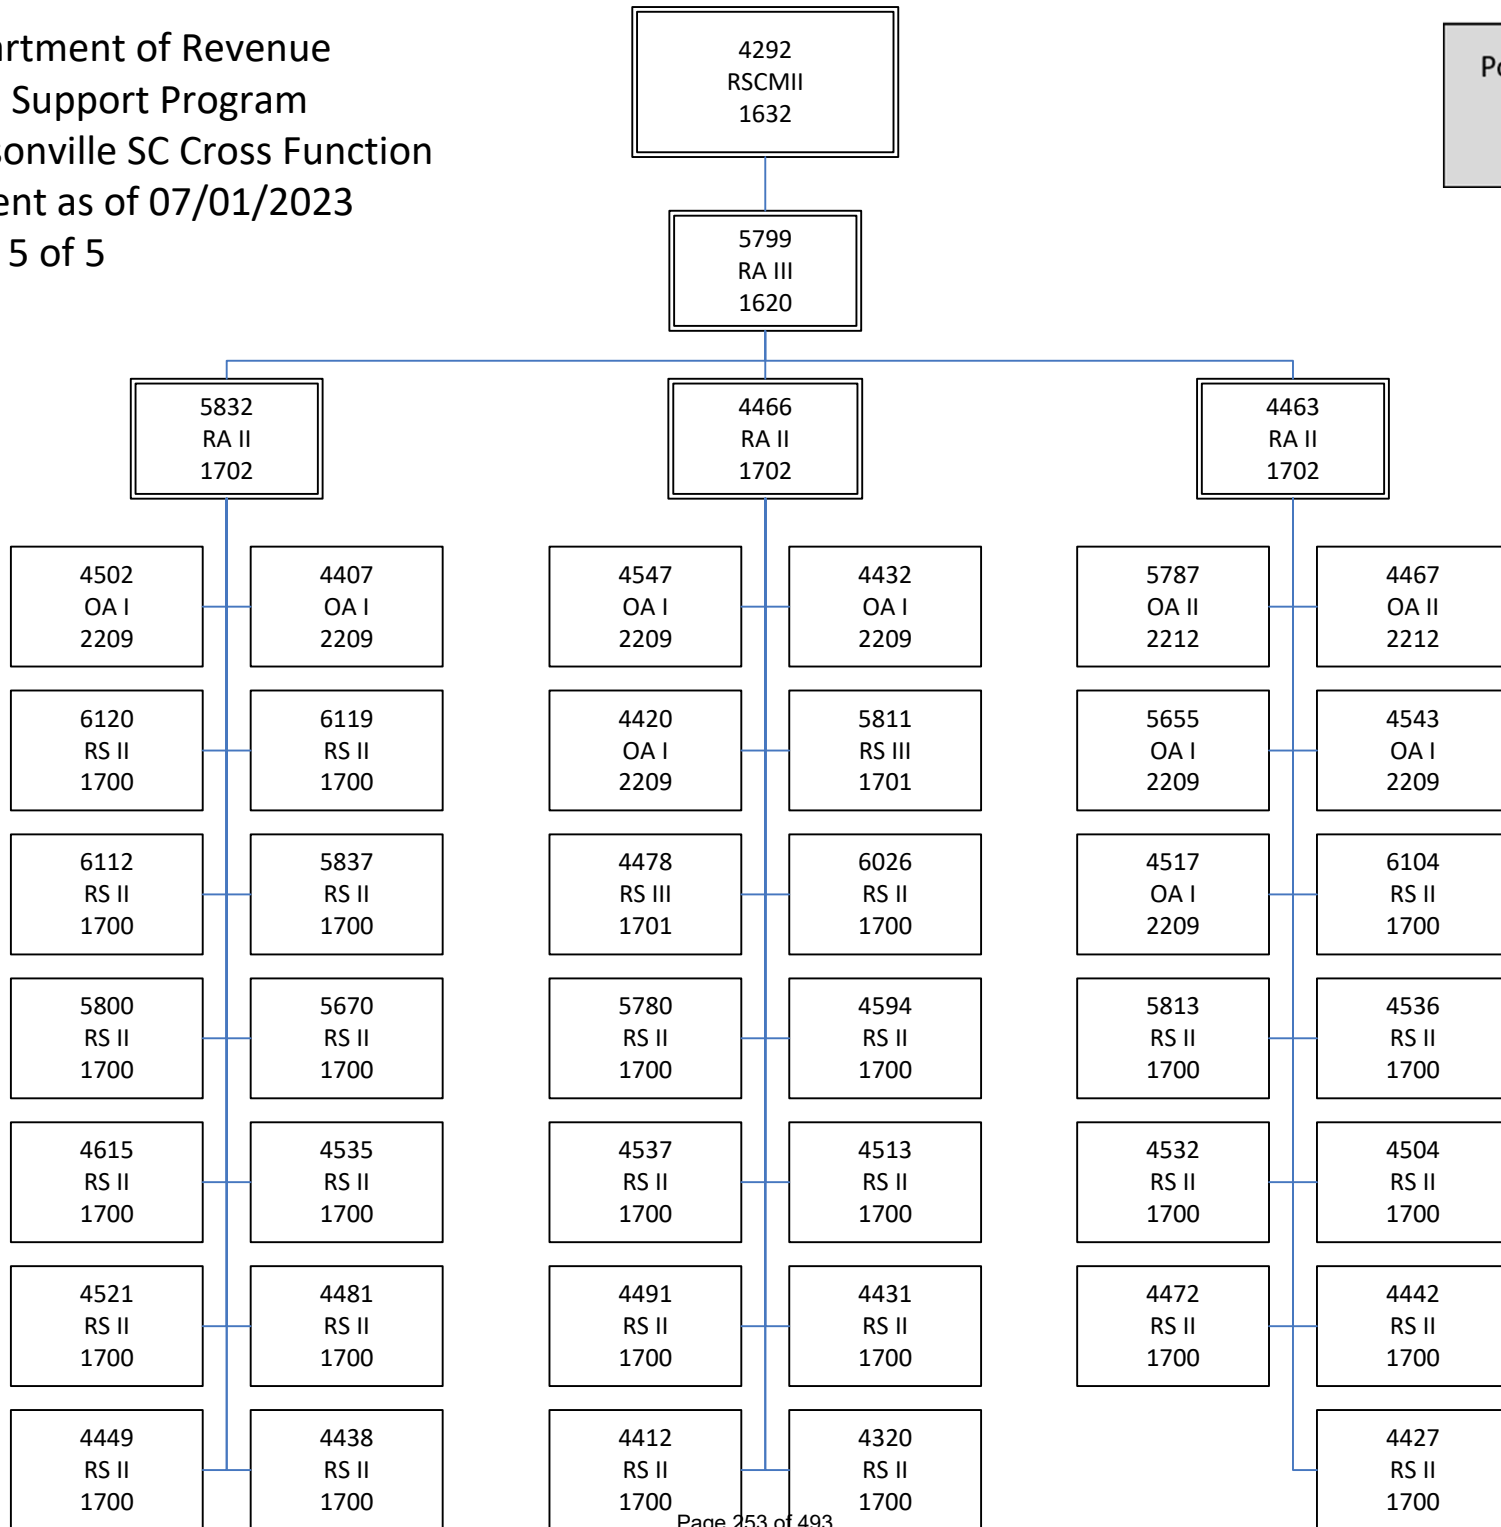 artment of Revenue
Support Program
sonville SC Cross Function
ent as of 07/01/2023
5 of 5
4292
RSCMII
1632
Po
5799
RA III
1620
5832
RA II
1702
4466
RA II
1702
4463
RA II
1702
4502
OA I
2209
4407
OA I
2209
4547
OA I
2209
4432
OA I
2209
5787
OA II
2212
4467
OA II
2212
6120
RS II
1700
6119
RS II
1700
4420
OA I
2209
5811
RS III
1701
5655
OA I
2209
4543
OA I
2209
6112
RS II
1700
5837
RS II
1700
4478
RS III
1701
6026
RS II
1700
4517
OA I
2209
6104
RS II
1700
5800
RS II
1700
5670
RS II
1700
5780
RS II
1700
4594
RS II
1700
5813
RS II
1700
4536
RS II
1700
4615
RS II
1700
4535
RS II
1700
4537
RS II
1700
4513
RS II
1700
4532
RS II
1700
4504
RS II
1700
4521
RS II
1700
4481
RS II
1700
4491
RS II
1700
4431
RS II
1700
4472
RS II
1700
4442
RS II
1700
4449
RS II
1700
4438
RS II
1700
4412
RS II
1700
4320
RS II
1700
4427
RS II
1700
Page 253 of 493